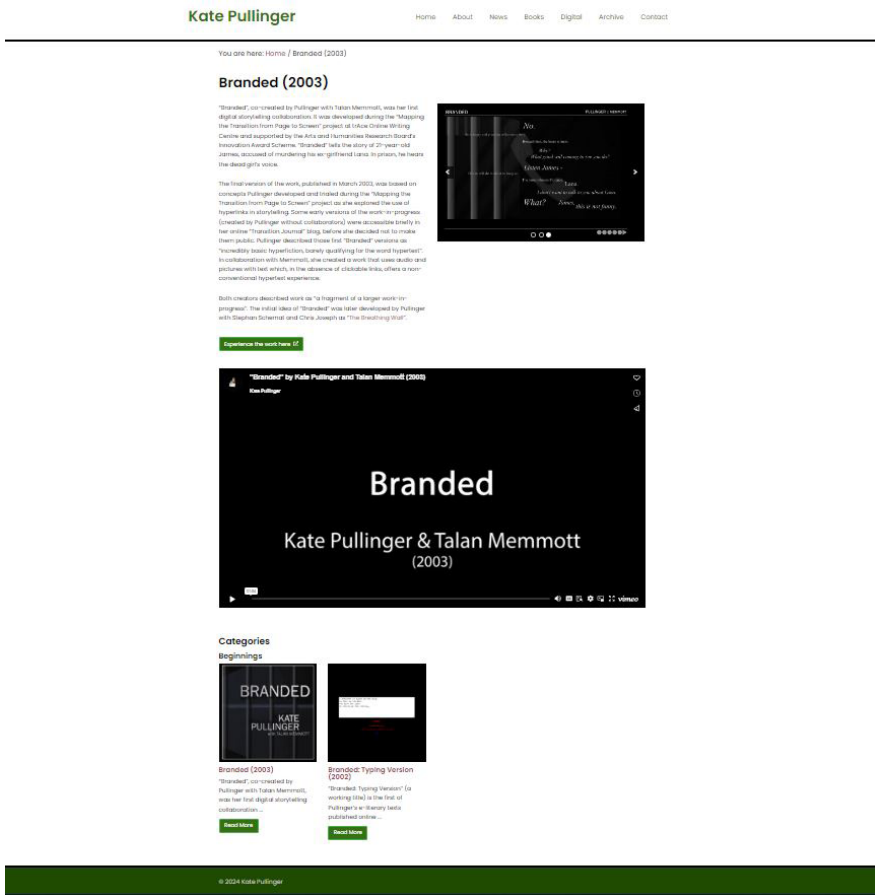 Kate Pullinger
Home About News Books Digital Archive Contact
You are here: Home / Branded (2003)
Branded (2003)
"Branded", co-created by Pullinger with Talan Memmott, was her first
digital storytelling collaboration. It was developed during the "Mapping
the Transition from Page to Screen" project at trAce Online Writing
Centre and supported by the Arts and Humanities Research Board's
Innovation Award Scheme. "Branded" tells the story of 21-year-old
James, accused of murdering his ex-girlfriend Lana. In prison, he hears
the dead girl's voice.
The final version of the work, published in March 2003, was based on
concepts Pullinger developed and trialed during the "Mapping the
Transition from Page to Screen" project as she explored the use of
hyperlinks in storytelling. Some early versions of the work-in-progress
(created by Pullinger without collaborators) were accessible briefly in
her online "Transition Journal" blog, before she decided not to make
them public. Pullinger described those first "Branded" versions as
"incredibly basic hyperfiction, barely qualifying for the word hypertext".
In collaboration with Memmott, she created a work that uses audio and
pictures with text which, in the absence of clickable links, offers a non-
conventional hypertext experience.
Both creators described work as "a fragment of a larger work-in-
progress". The initial idea of "Branded" was later developed by Pullinger
with Stephan Schemat and Chris Joseph as "The Breathing Wall".
BRANDED
No.
Why?
Listen James -
Lana.
What? James, this is not funny.
Experience the work here
"Branded" by Kate Pullinger and Talan Memmott (2003)
Kate Pullinger
Branded
Kate Pullinger & Talan Memmott
(2003)
vimeo
Categories
Beginnings
BRANDED
KATE
PULLINGER
with TALAN MEMMOTT
Branded (2003)
"Branded", co-created by
Pullinger with Talan Memmott,
was her first digital storytelling
collaboration ...
Read More
Branded: Typing Version
(2002)
"Branded: Typing Version" (a
working title) is the first of
Pullinger's e-literary texts
published online ...
Read More
© 2024 Kate Pullinger